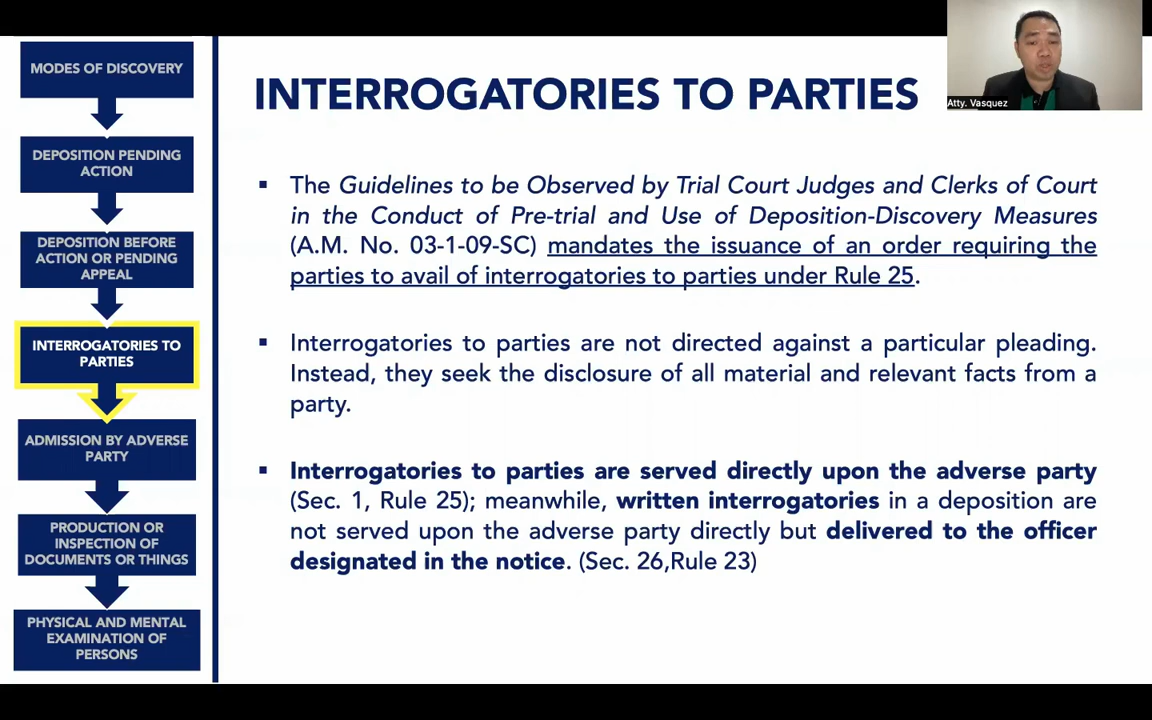 MODES OF DISCOVERY
DEPOSITION PENDING
ACTION
DEPOSITION BEFORE
ACTION OR PENDING
APPEAL
INTERROGATORIES TO
PARTIES
ADMISSION BY ADVERSE
PARTY
PRODUCTION OR
INSPECTION OF
DOCUMENTS OR THINGS
PHYSICAL AND MENTAL
EXAMINATION OF
PERSONS
INTERROGATORIES TO PARTIES
Atty. Vasquez
▪ The Guidelines to be Observed by Trial Court Judges and Clerks of Court
in the Conduct of Pre-trial and Use of Deposition-Discovery Measures
(A.M. No. 03-1-09-SC) mandates the issuance of an order requiring the
parties to avail of interrogatories to parties under Rule 25.
▪ Interrogatories to parties are not directed against a particular pleading.
Instead, they seek the disclosure of all material and relevant facts from a
party.
▪ Interrogatories to parties are served directly upon the adverse party
(Sec. 1, Rule 25); meanwhile, written interrogatories in a deposition are
not served upon the adverse party directly but delivered to the officer
designated in the notice. (Sec. 26,Rule 23)